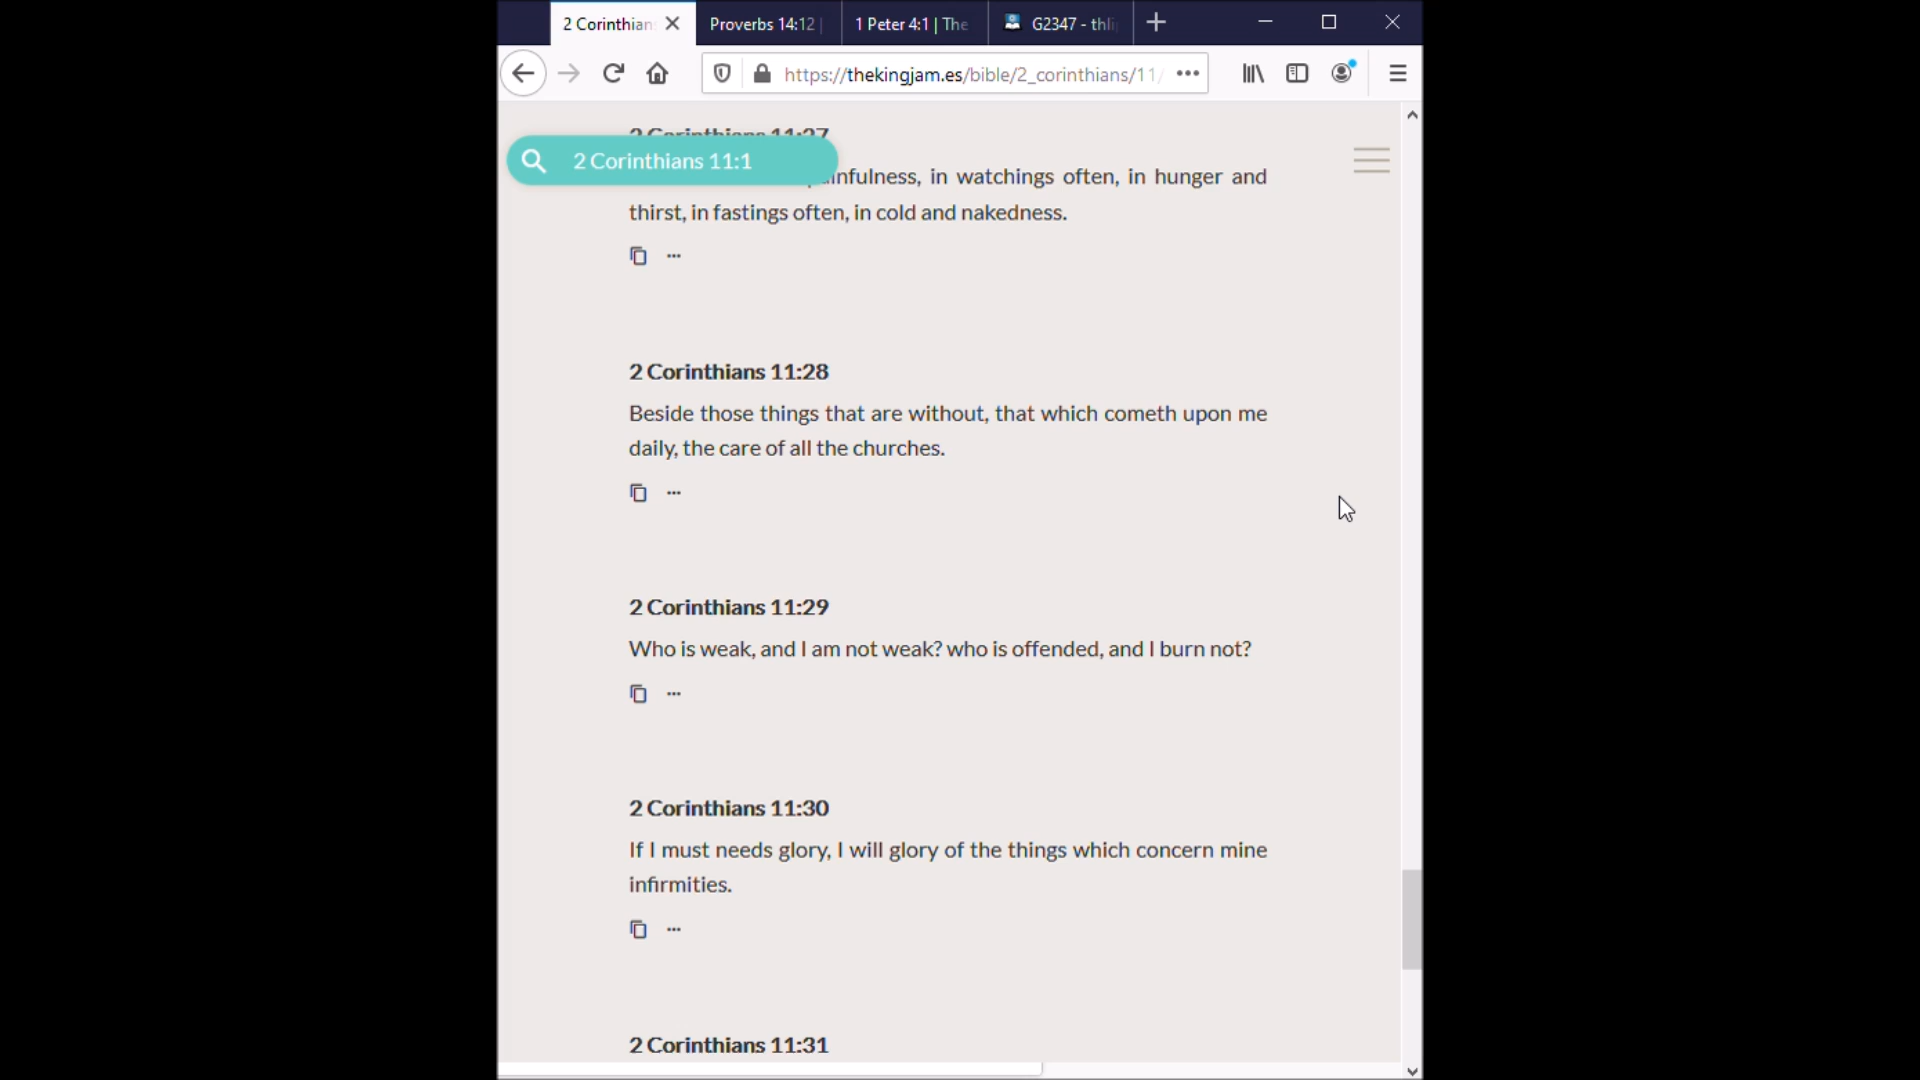 2 Corinthian
Proverbs 14:12 |
1 Peter 4:1 | The
G2347 - thli
https://thekingjam.es/bible/2_corinthians/11/
2 Corinthians 11:27
2 Corinthians 11:1
infulness, in watchings often, in hunger and
thirst, in fastings often, in cold and nakedness.
2 Corinthians 11:28
Beside those things that are without, that which cometh upon me
daily, the care of all the churches.
2 Corinthians 11:29
Who is weak, and I am not weak? who is offended, and I burn not?
2 Corinthians 11:30
If I must needs glory, I will glory of the things which concern mine
infirmities.
2 Corinthians 11:31